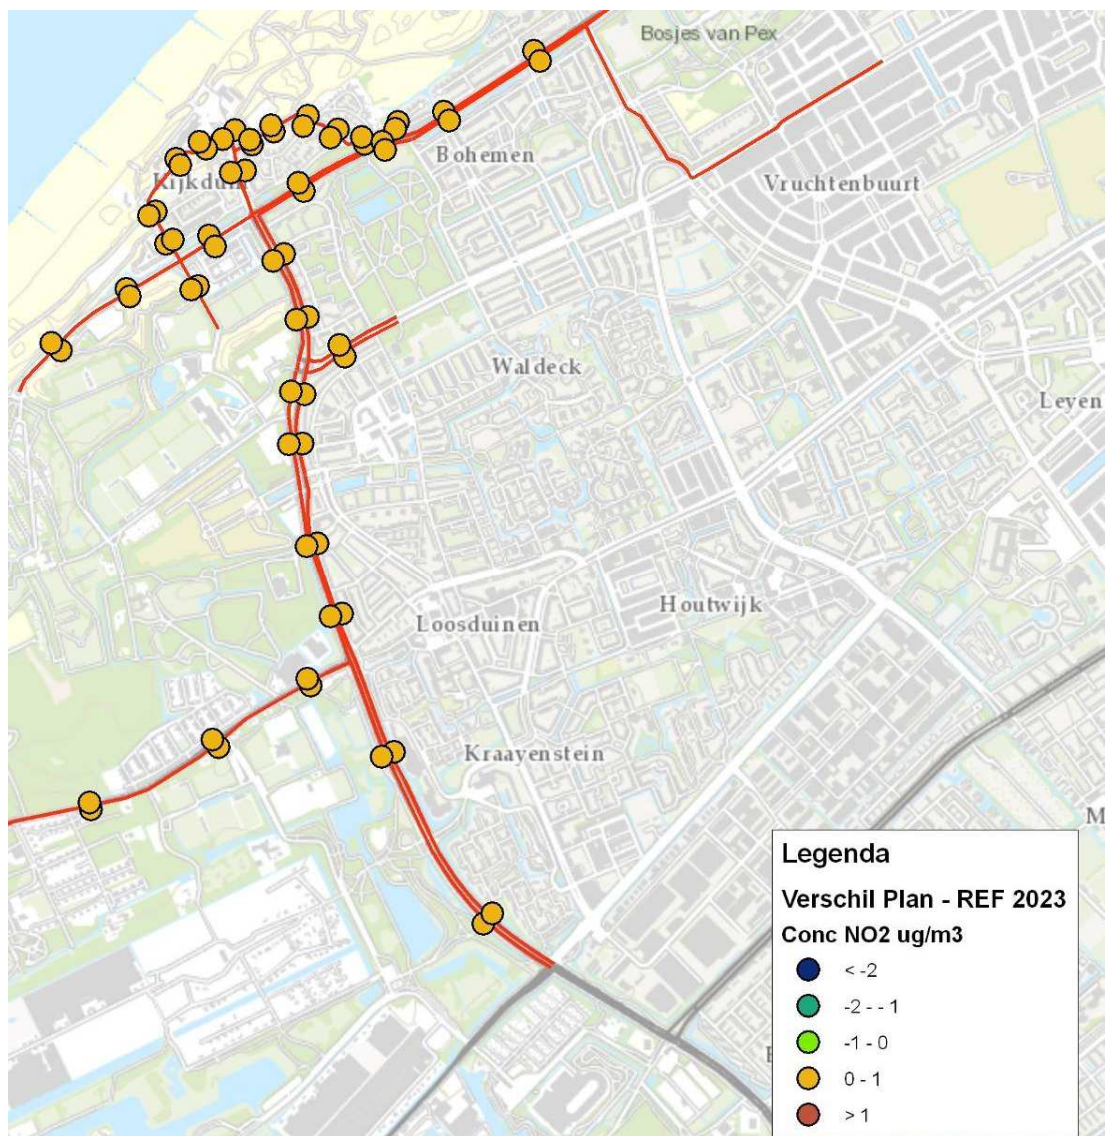 Bosjes van Pex
Bohemen
Kijkduin
Vruchtenbuurt
Waldeck
Leyen
Houtwijk
Loosduinen
Kraayenstein
M
Legenda
Verschil Plan - REF 2023
Conc NO2 ug/m3
< -2
-2 - - 1
-1 - 0
0 - 1
> 1